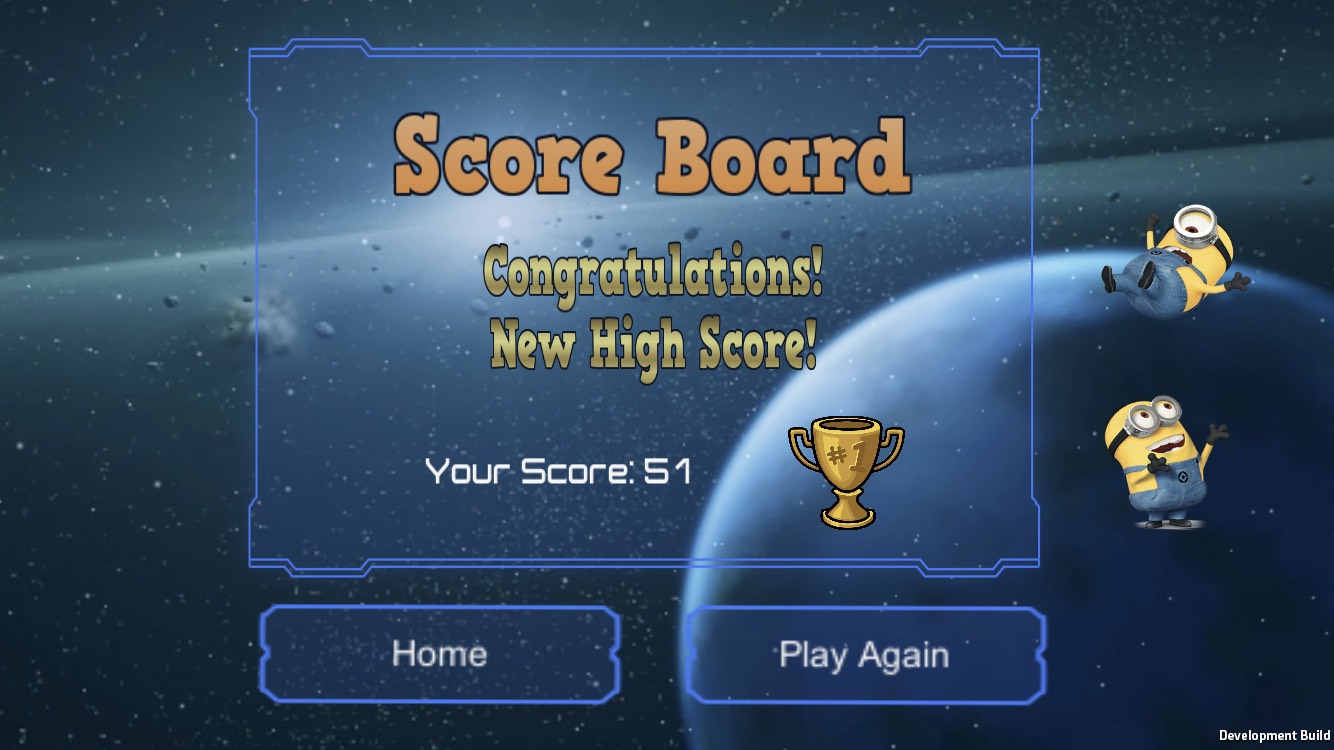 Score Board
Congratulations!
New High Score!
Your Score: 51
#1
Home
Play Again
Development Build